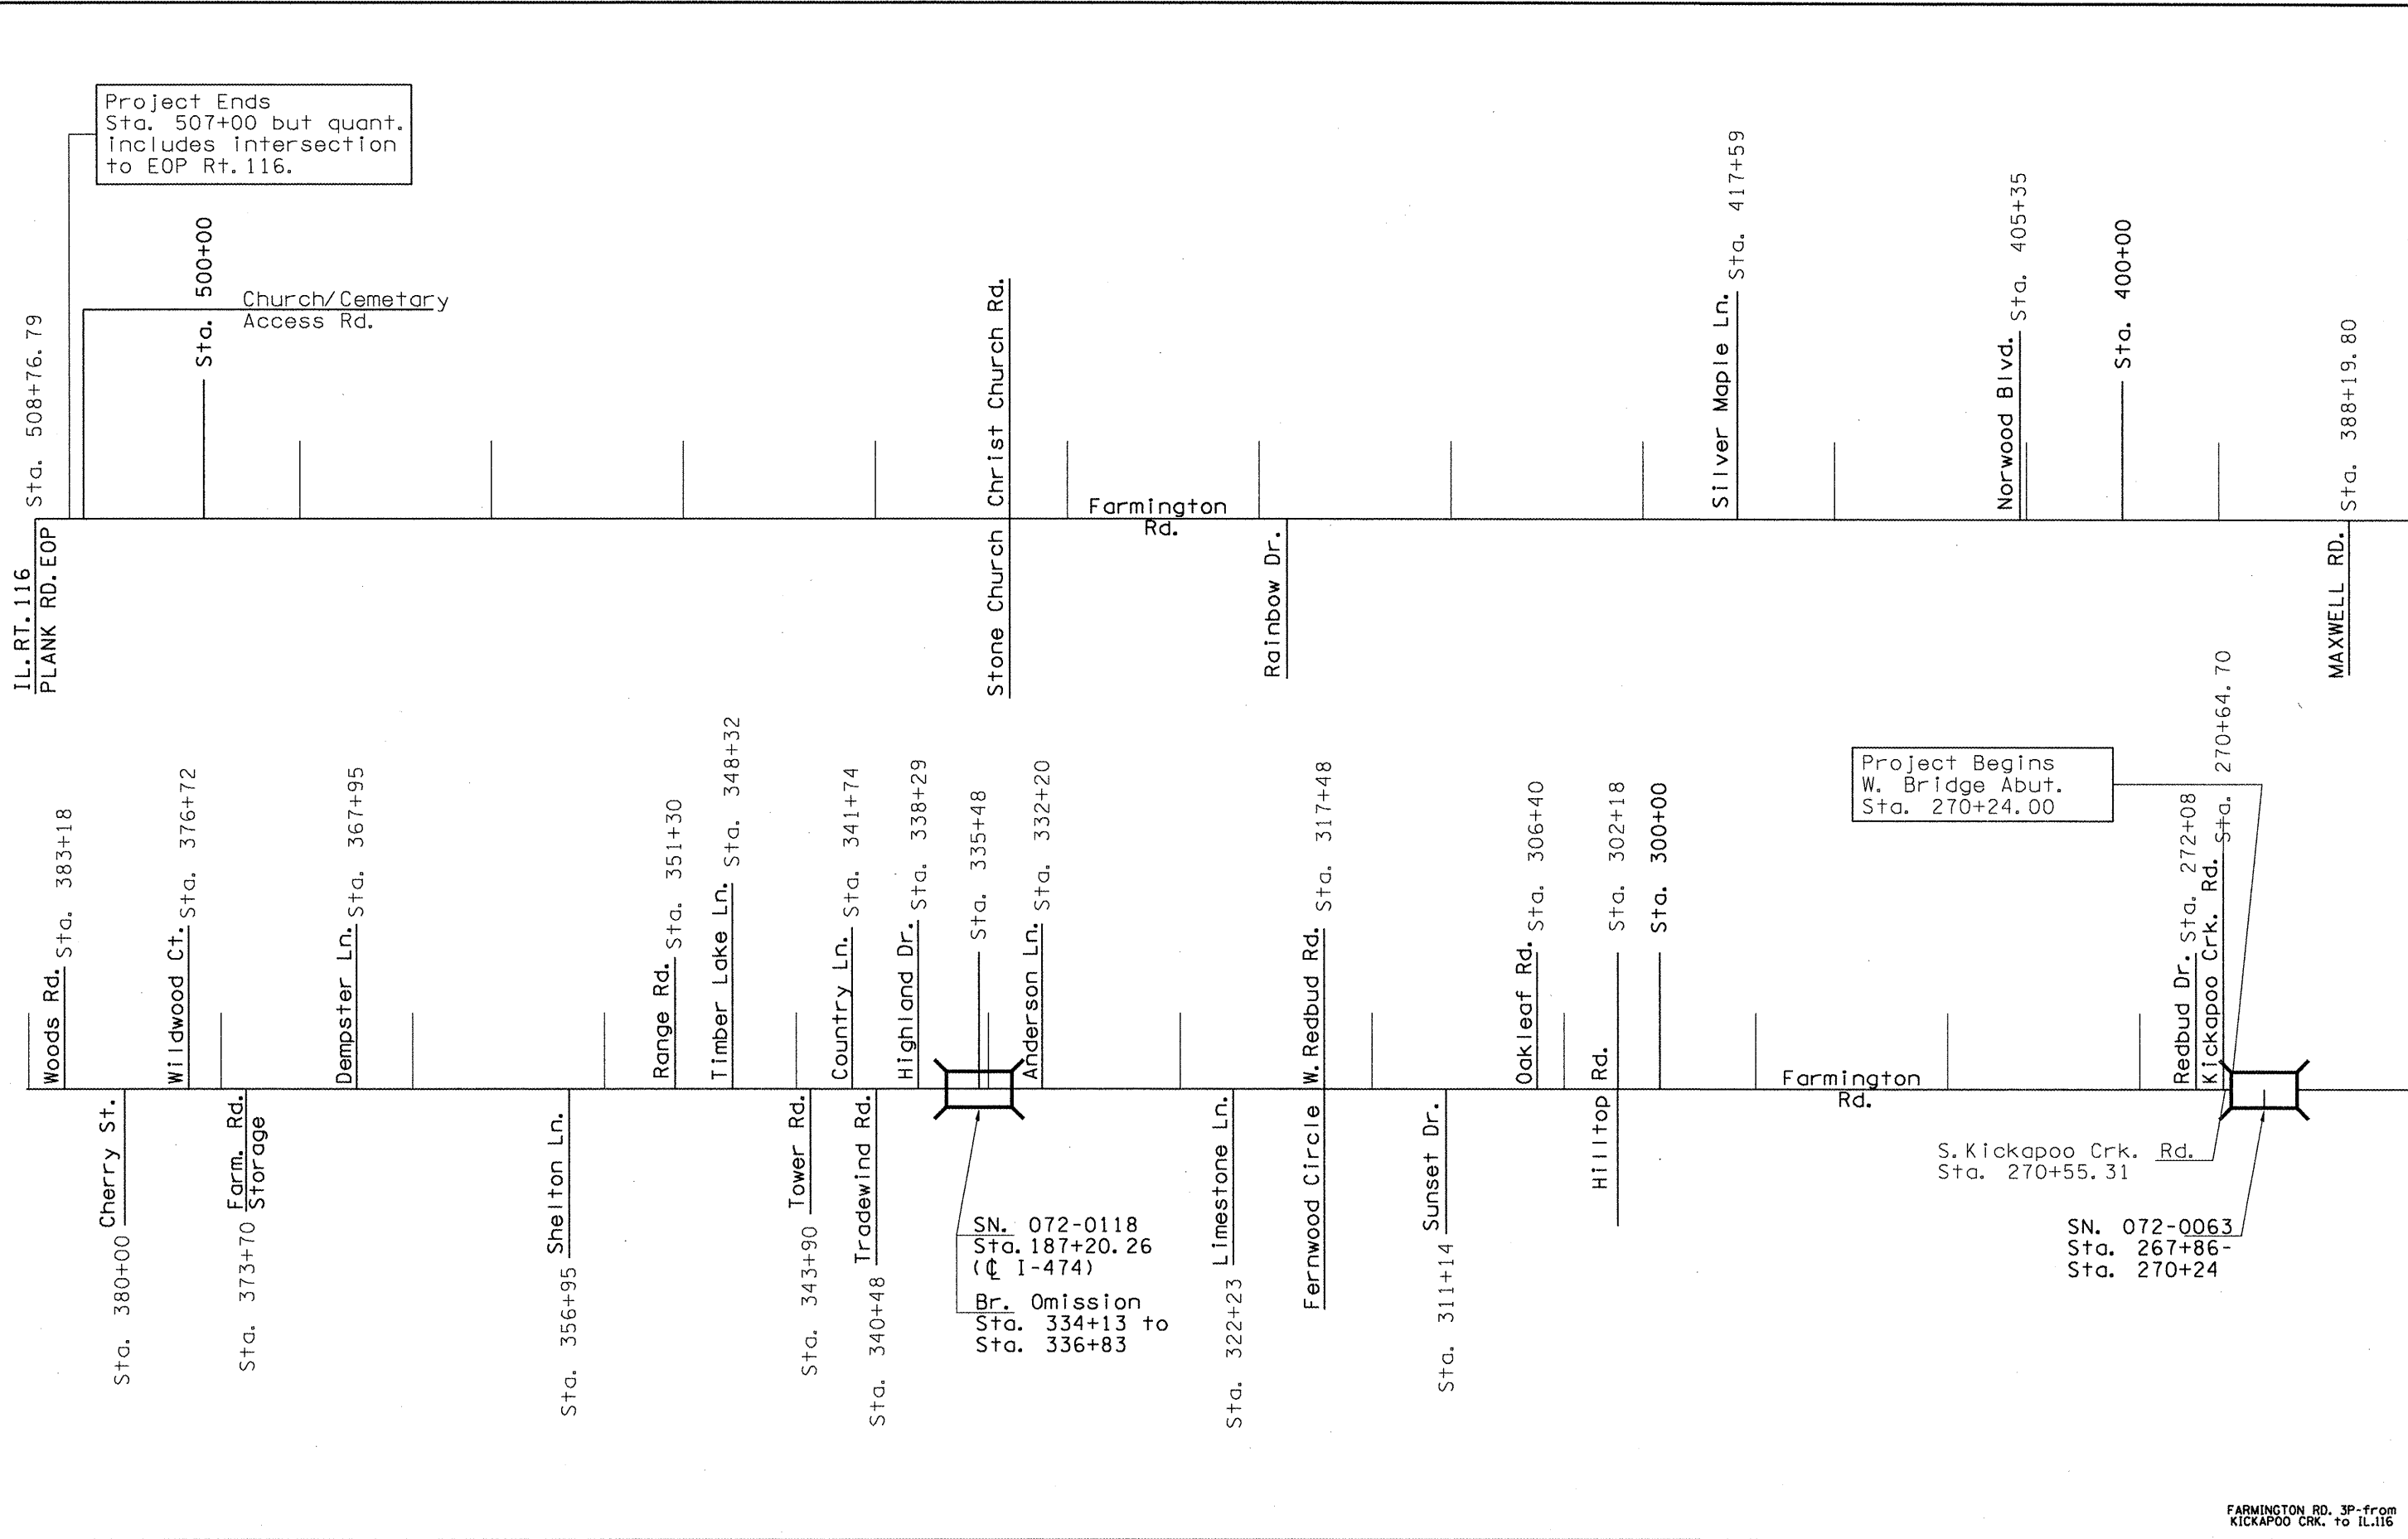 Project Ends
Sta. 507+00 but quant.
includes intersection
to EOP Rt.116.
Sta. 508+76.79
IL.RT.116
PLANK RD.EOP
Church/Cemetary
Access Rd.
Sta. 500+00
Stone Church Christ Church Rd.
Farmington
Rd.
Rainbow Dr.
Silver Maple Ln. Sta. 417+59
Norwood Blvd. Sta. 405+35
Sta. 400+00
MAXWELL RD. Sta. 388+19.80
Woods Rd. Sta. 383+18
Sta. 380+00 Cherry St.
Wildwood Ct. Sta. 376+72
Sta. 373+70 Farm. Rd.
Storage
Dempster Ln. Sta. 367+95
Sta. 356+95 Shelton Ln.
Range Rd. Sta. 351+30
Timber Lake Ln. Sta. 348+32
Sta. 343+90 Tower Rd.
Country Ln. Sta. 341+74
Sta. 340+48 Tradewind Rd.
Highland Dr. Sta. 338+29
Sta. 335+48
SN. 072-0118
Sta.187+20.26
(℄ I-474)
Br. Omission
Sta. 334+13 to
Sta. 336+83
Anderson Ln. Sta. 332+20
Sta. 322+23 Limestone Ln.
Fernwood Circle W.Redbud Rd. Sta. 317+48
Sta. 311+14 Sunset Dr.
Oakleaf Rd. Sta. 306+40
Hilltop Rd. Sta. 302+18
Sta. 300+00
Farmington
Rd.
Project Begins
W. Bridge Abut.
Sta. 270+24.00
Redbud Dr. Sta. 272+08
Kickapoo Crk. Rd. Sta. 270+64.70
S.Kickapoo Crk. Rd.
Sta. 270+55.31
SN. 072-0063
Sta. 267+86-
Sta. 270+24
FARMINGTON RD. 3P-from
KICKAPOO CRK. to IL.116